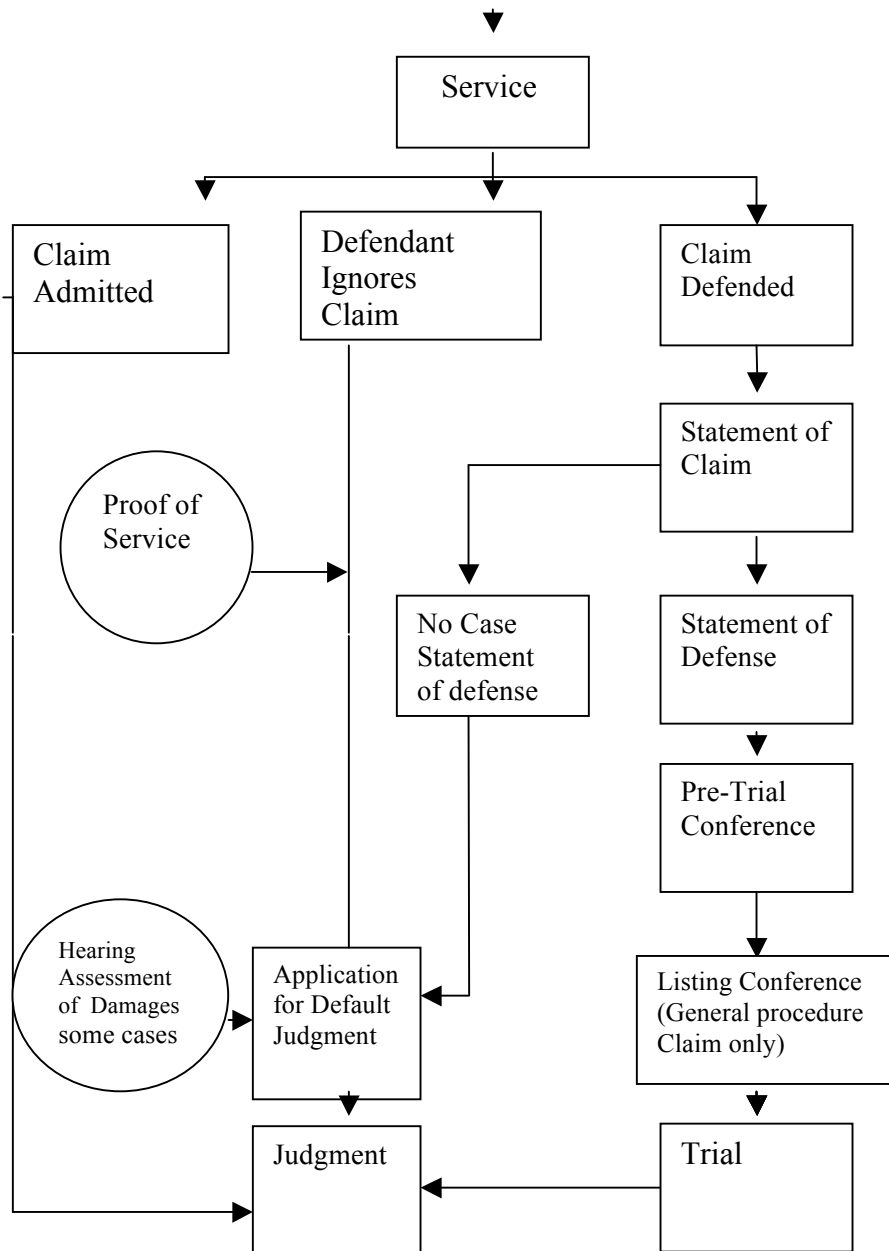 Service
Claim
Admitted
Defendant
Ignores
Claim
Claim
Defended
Statement of
Claim
Proof of
Service
No Case
Statement
of defense
Statement of
Defense
Pre-Trial
Conference
Hearing
Assessment
of Damages
some cases
Application
for Default
Judgment
Listing Conference
(General procedure
Claim only)
Judgment
Trial